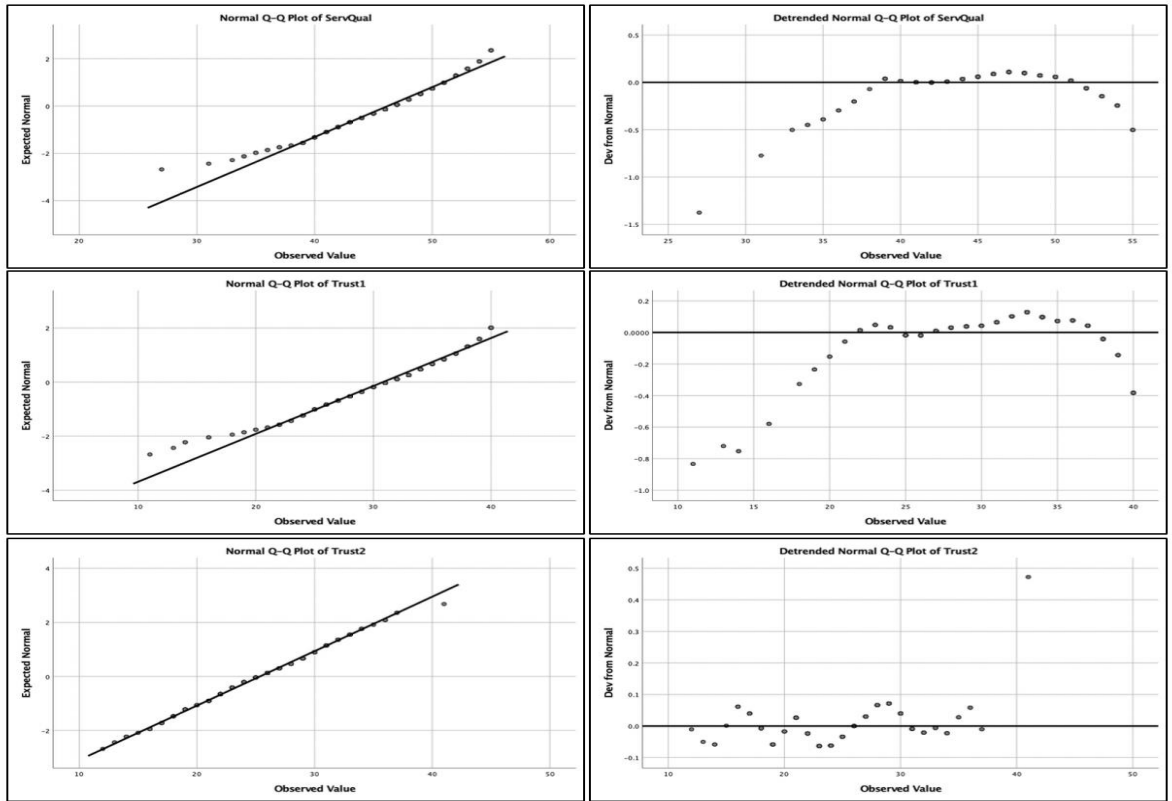 Normal Q-Q Plot of ServQual
Expected Normal
2
0
-2
-4
20 30 40 50 60
Observed Value
Detrended Normal Q-Q Plot of ServQual
Dev from Normal
0.5
0.0
-0.5
-1.0
-1.5
25 30 35 40 45 50 55
Observed Value
Normal Q-Q Plot of Trust1
Expected Normal
2
0
-2
-4
10 20 30 40
Observed Value
Detrended Normal Q-Q Plot of Trust1
Dev from Normal
0.2
0.0000
-0.2
-0.4
-0.6
-0.8
-1.0
10 15 20 25 30 35 40
Observed Value
Normal Q-Q Plot of Trust2
Expected Normal
4
2
0
-2
10 20 30 40 50
Observed Value
Detrended Normal Q-Q Plot of Trust2
Dev from Normal
0.5
0.4
0.3
0.2
0.1
0.0
-0.1
10 20 30 40 50
Observed Value